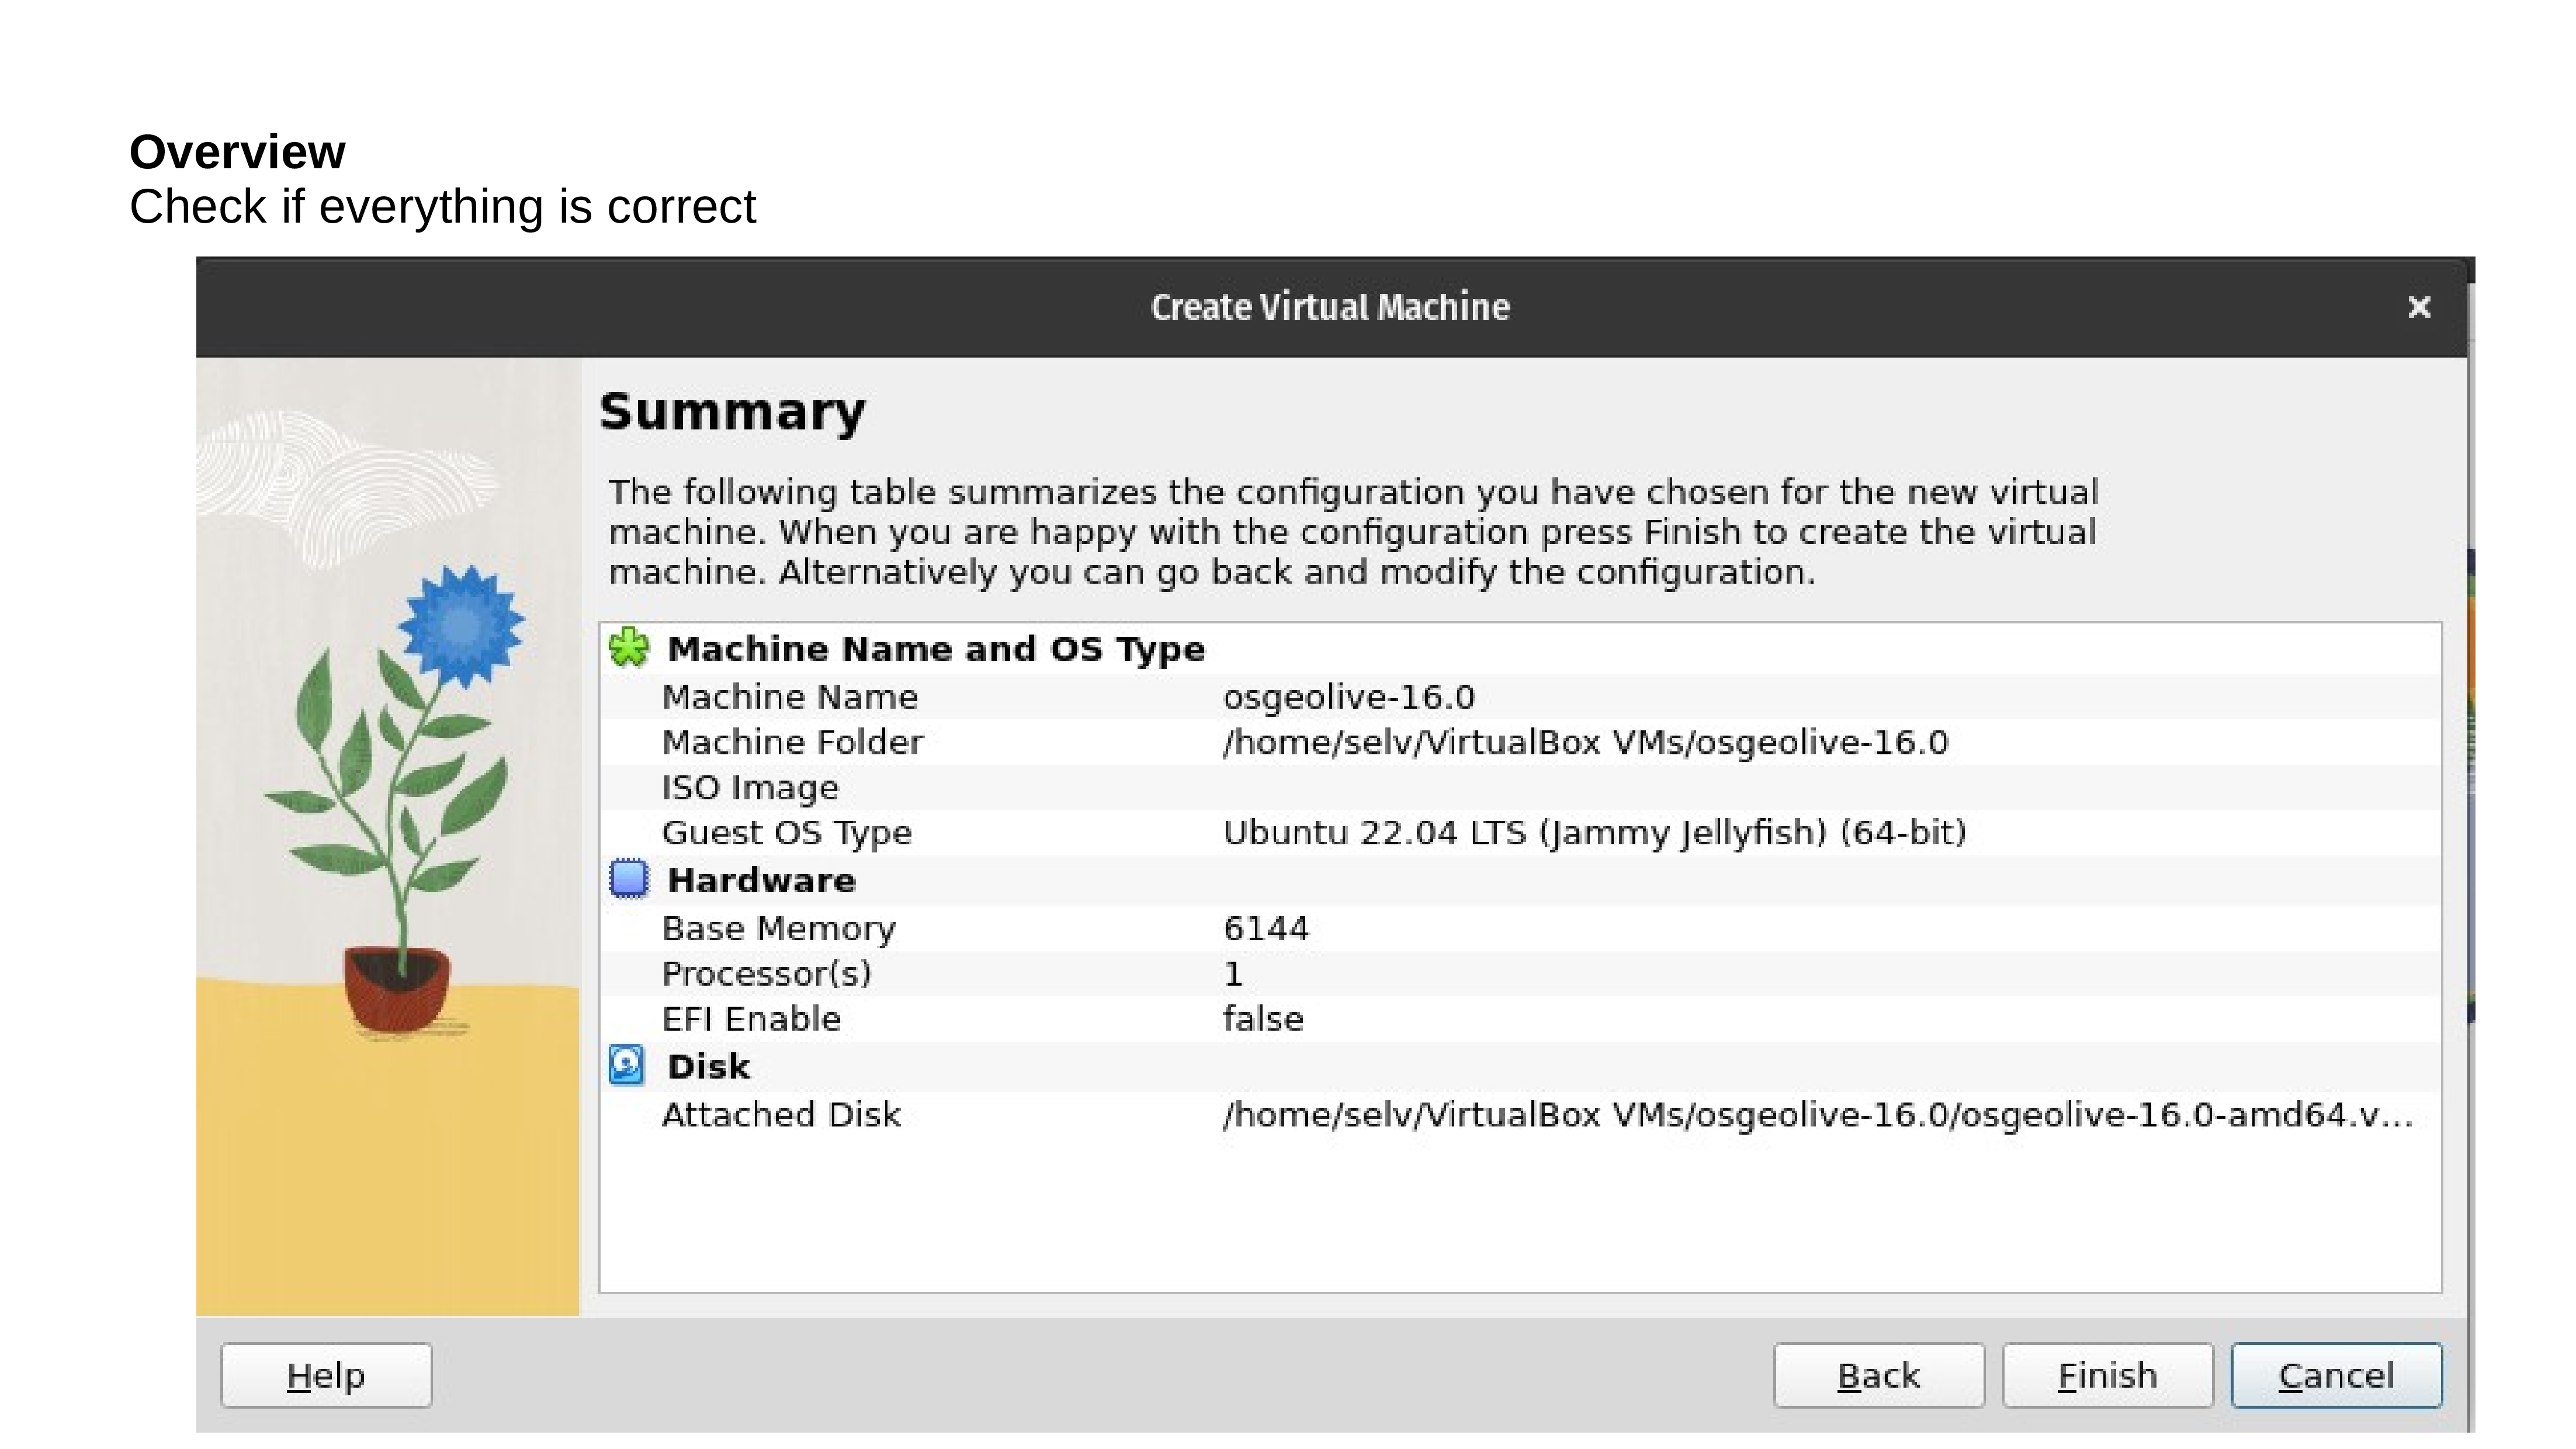 Overview
Check if everything is correct
Create Virtual Machine
Summary
The following table summarizes the configuration you have chosen for the new virtual
machine. When you are happy with the configuration press Finish to create the virtual
machine. Alternatively you can go back and modify the configuration.
Machine Name and OS Type
Machine Name osgeolive-16.0
Machine Folder /home/selv/VirtualBox VMs/osgeolive-16.0
ISO Image
Guest OS Type Ubuntu 22.04 LTS (Jammy Jellyfish) (64-bit)
Hardware
Base Memory 6144
Processor(s) 1
EFI Enable false
Disk
Attached Disk /home/selv/VirtualBox VMs/osgeolive-16.0/osgeolive-16.0-amd64.v...
Help Back Finish Cancel